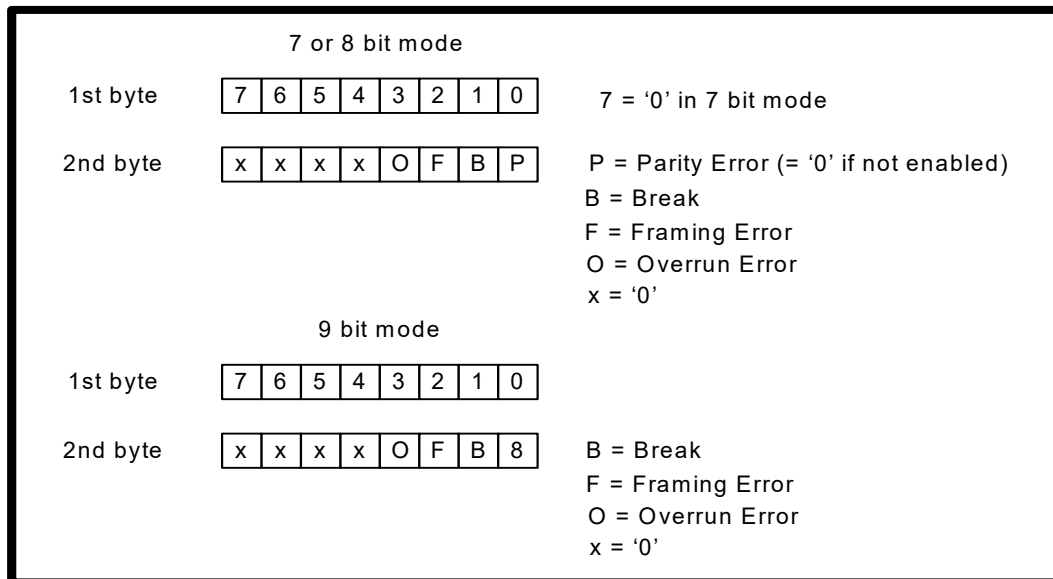 7 or 8 bit mode
1st byte 7 6 5 4 3 2 1 0 7 = ‘0’ in 7 bit mode
2nd byte x x x x O F B P P = Parity Error (= ‘0’ if not enabled)
B = Break
F = Framing Error
O = Overrun Error
x = ‘0’
9 bit mode
1st byte 7 6 5 4 3 2 1 0
2nd byte x x x x O F B 8 B = Break
F = Framing Error
O = Overrun Error
x = ‘0’